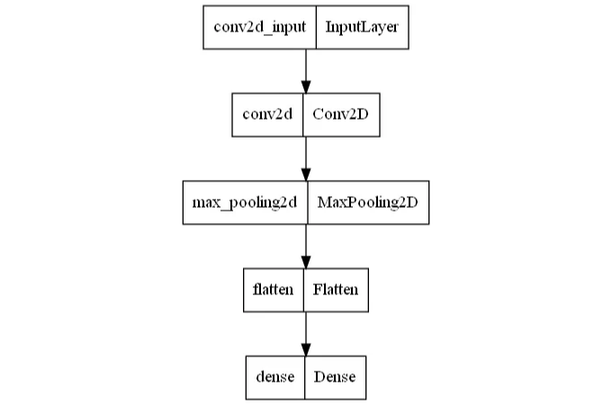 conv2d_input InputLayer
conv2d Conv2D
max_pooling2d MaxPooling2D
flatten Flatten
dense Dense